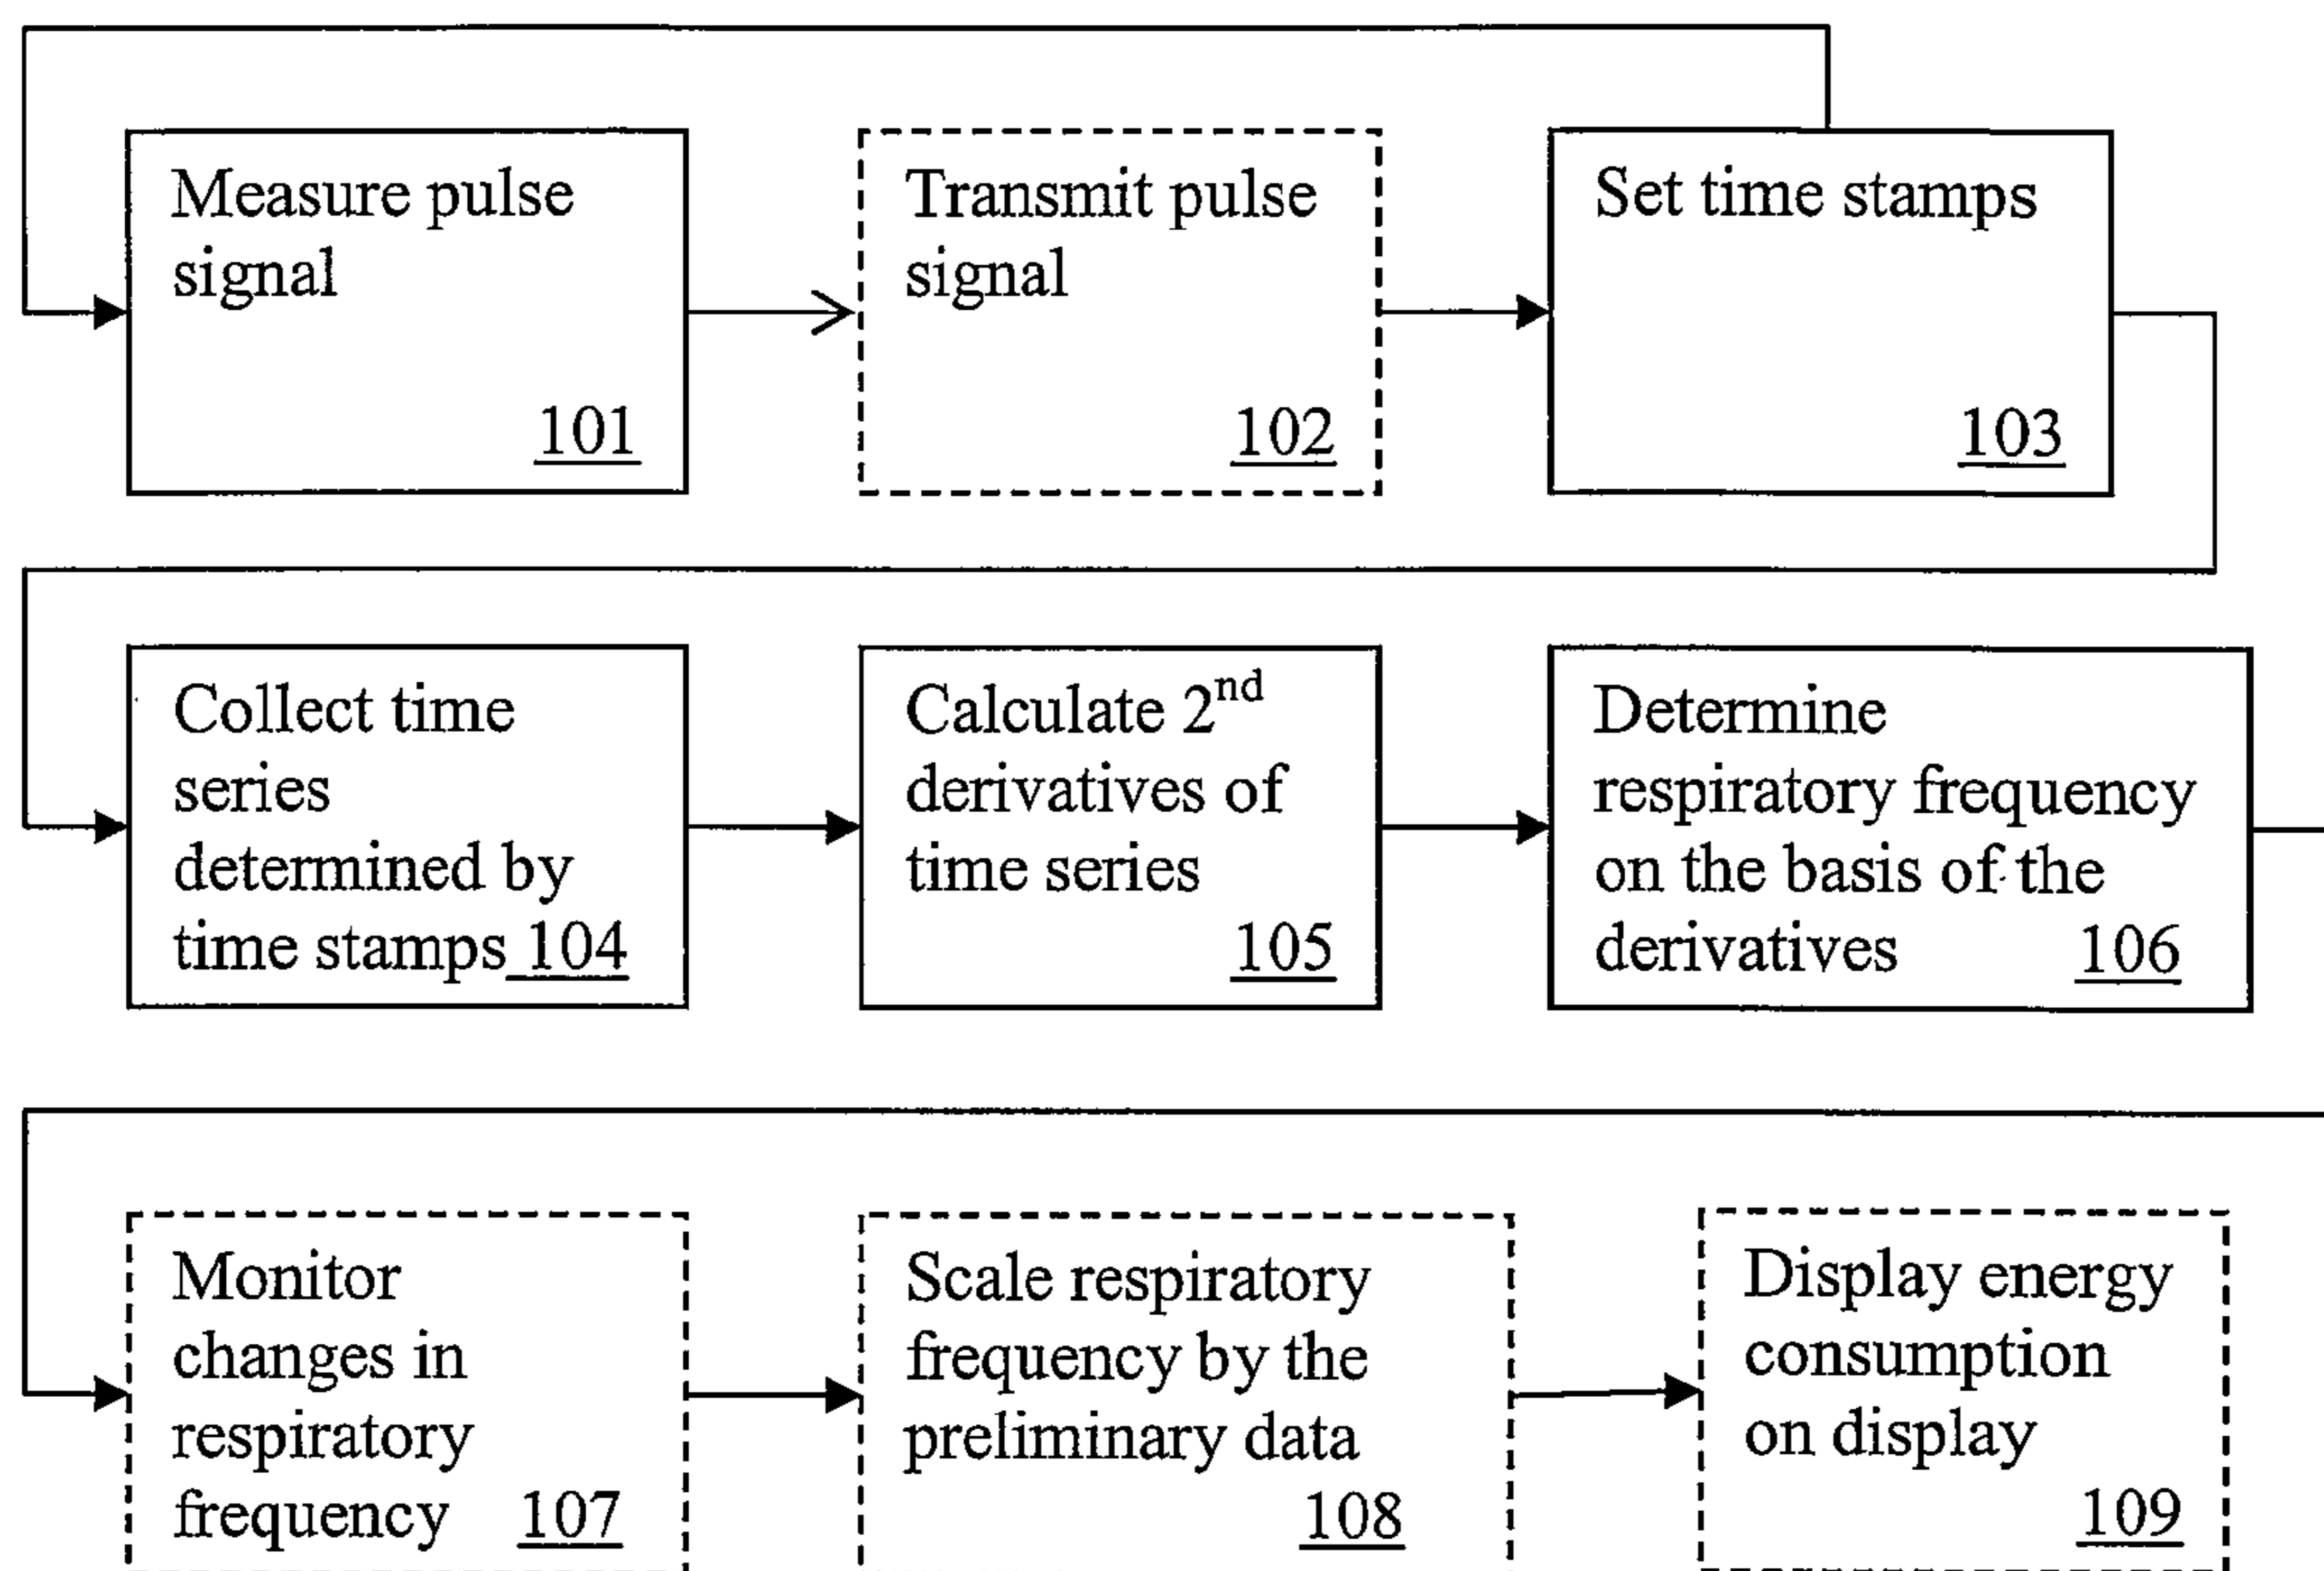 Measure pulse
signal
101
Transmit pulse
signal
102
Set time stamps
103
Collect time
series
determined by
time stamps 104
Calculate 2nd
derivatives of
time series
105
Determine
respiratory frequency
on the basis of the
derivatives 106
Monitor
changes in
respiratory
frequency 107
Scale respiratory
frequency by the
preliminary data
108
Display energy
consumption
on display
109